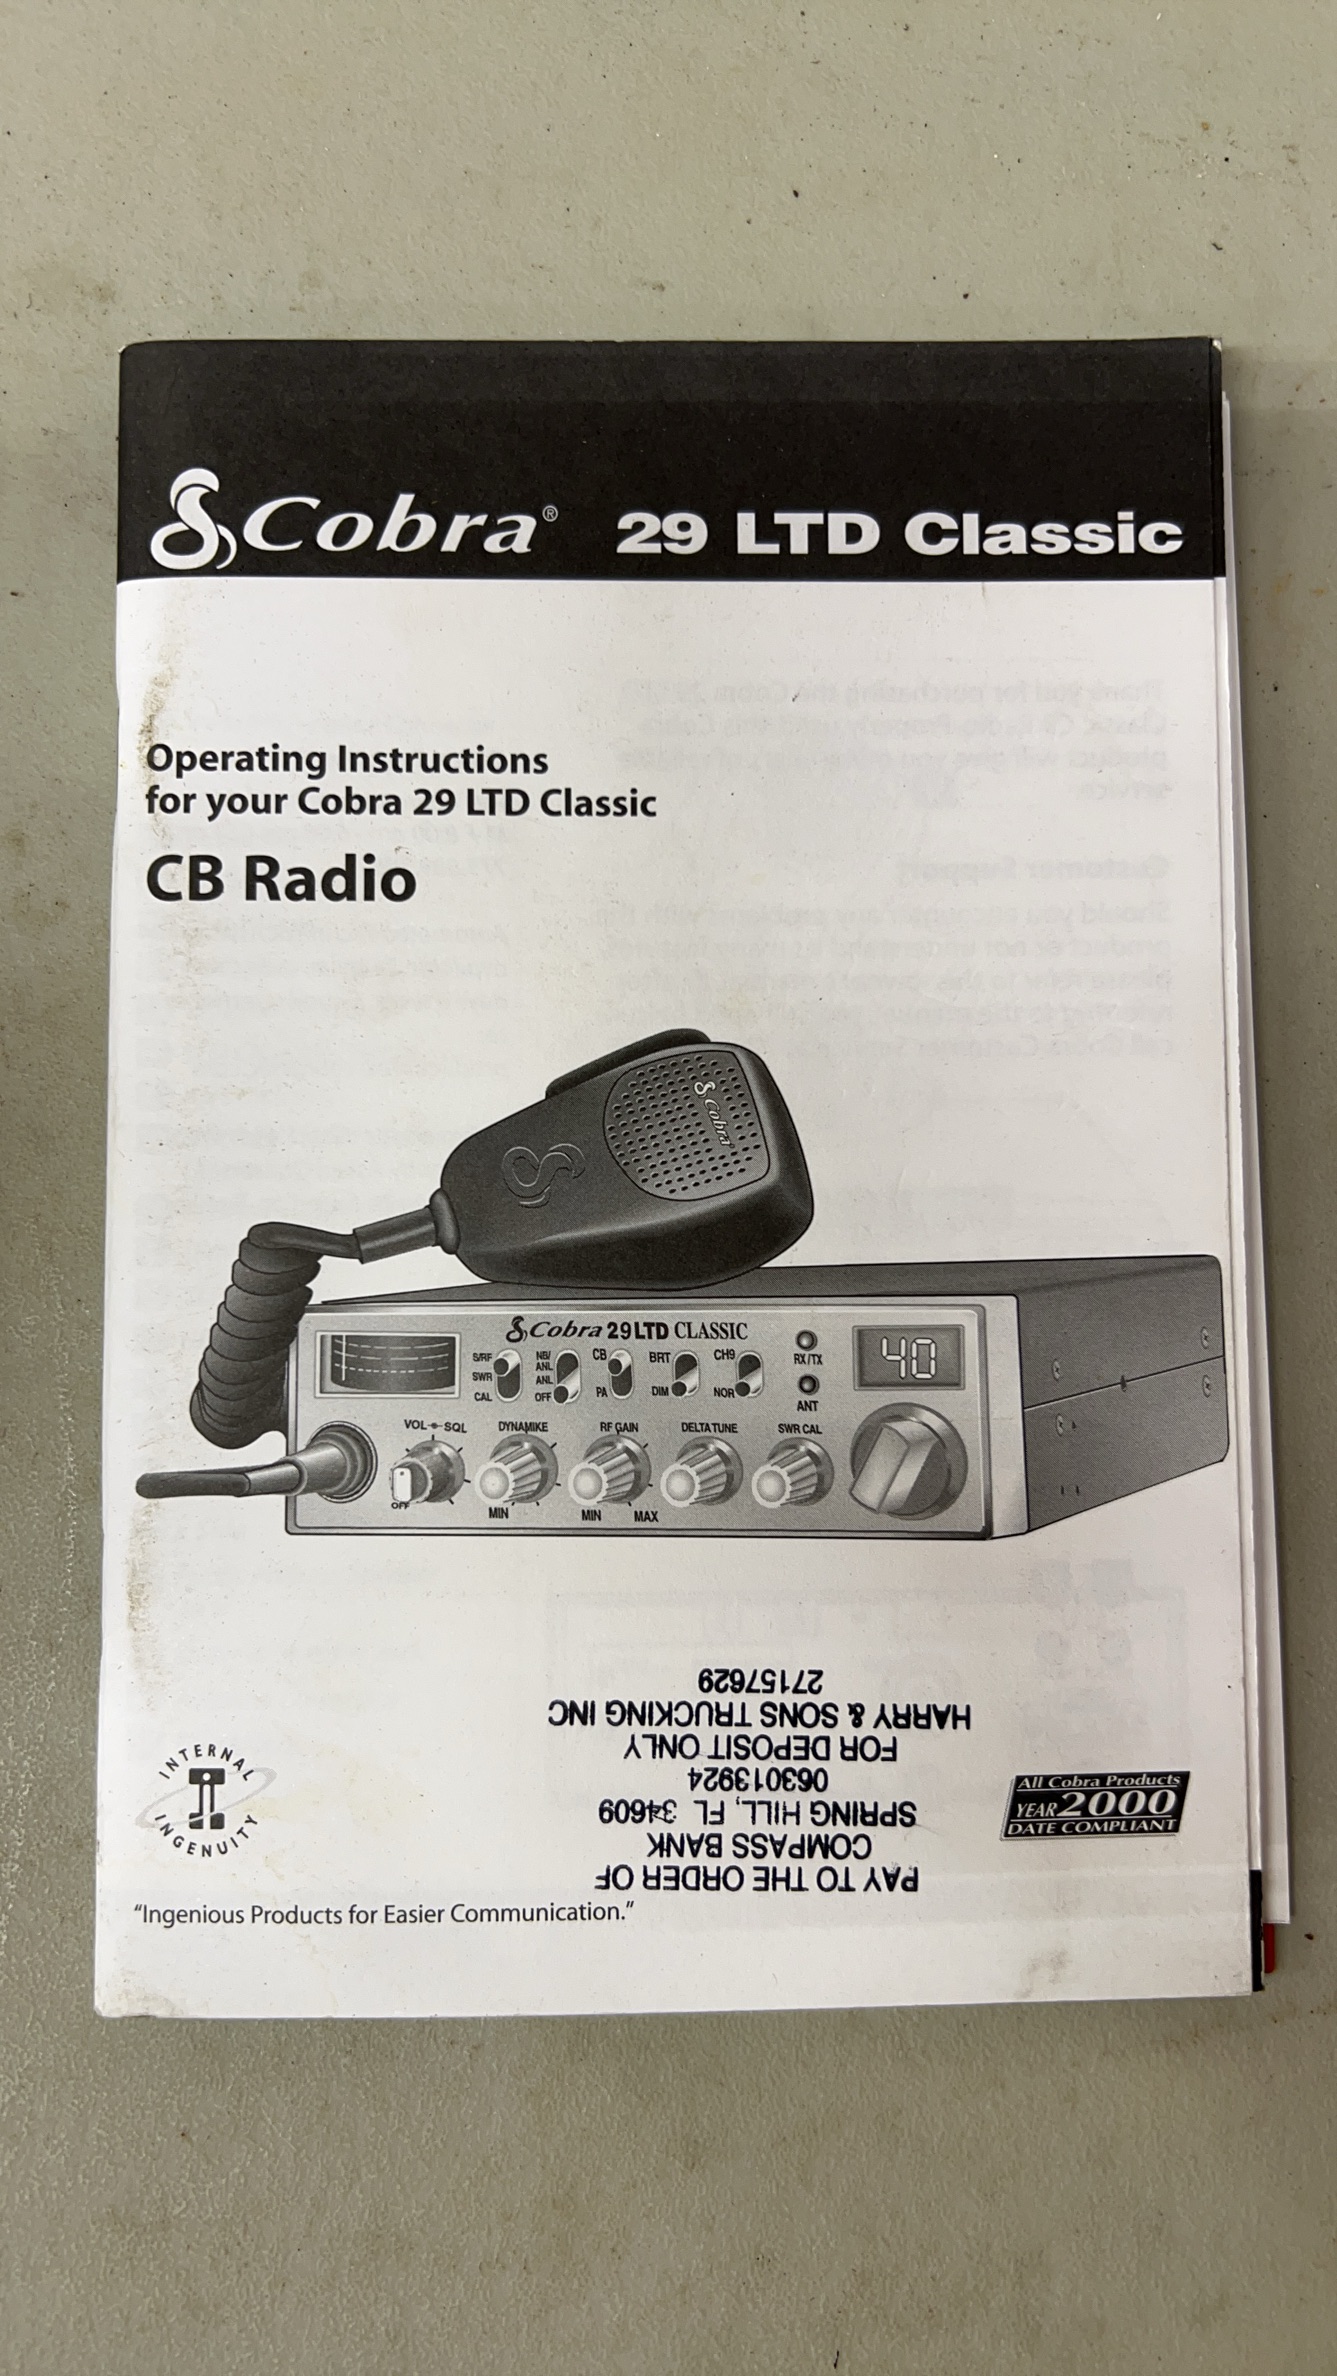 Cobra® 29 LTD Classic
Operating Instructions
for your Cobra 29 LTD Classic
CB Radio
Cobra
Cobra 29 LTD CLASSIC
S/RF SWR CAL
NB/ANL ANL OFF
CB PA
BRT DIM
CH9 NOR
RX/TX
ANT
40
VOL SQL OFF
DYNAMIKE MIN
RF GAIN MIN MAX
DELTA TUNE
SWR CAL
PAY TO THE ORDER OF
COMPASS BANK
SPRING HILL, FL 34609
063013924
FOR DEPOSIT ONLY
HARRY & SONS TRUCKING INC
27157629
INTERNAL
INGENUITY
All Cobra Products
YEAR 2000
DATE COMPLIANT
“Ingenious Products for Easier Communication.”